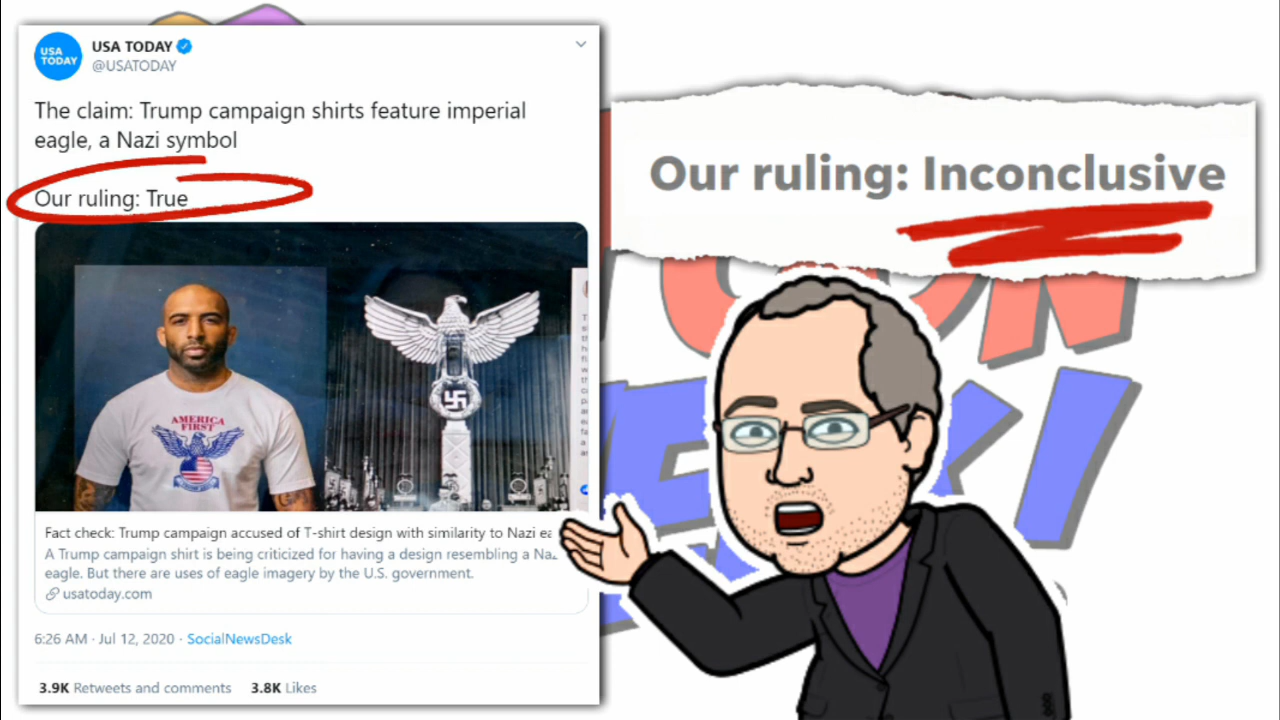 USA
TODAY
USA TODAY
@USATODAY
The claim: Trump campaign shirts feature imperial
eagle, a Nazi symbol
Our ruling: True
AMERICA
FIRST
Fact check: Trump campaign accused of T-shirt design with similarity to Nazi ea
A Trump campaign shirt is being criticized for having a design resembling a Naz
eagle. But there are uses of eagle imagery by the U.S. government.
usatoday.com
6:26 AM · Jul 12, 2020 · SocialNewsDesk
3.9K Retweets and comments 3.8K Likes
Our ruling: Inconclusive